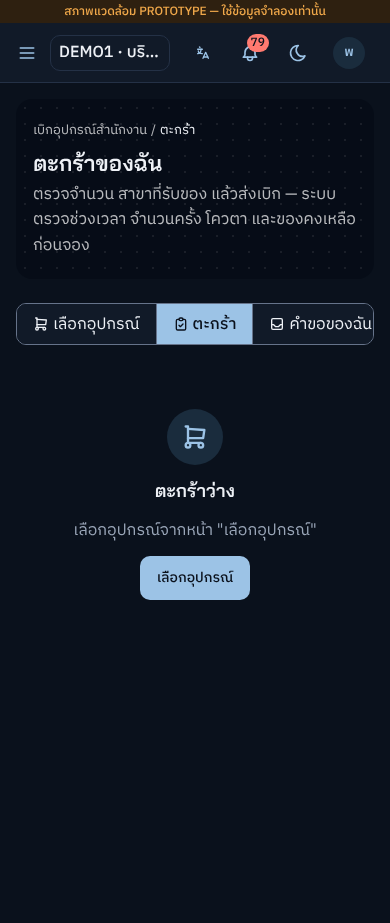 สภาพแวดล้อม PROTOTYPE — ใช้ข้อมูลจำลองเท่านั้น
DEMO1 · บริ...
79
พ
เบิกอุปกรณ์สำนักงาน / ตะกร้า
ตะกร้าของฉัน
ตรวจจำนวน สาขาที่รับของ แล้วส่งเบิก — ระบบ
ตรวจช่วงเวลา จำนวนครั้ง โควตา และของคงเหลือ
ก่อนจอง
เลือกอุปกรณ์
ตะกร้า
คำขอของฉัน
ตะกร้าว่าง
เลือกอุปกรณ์จากหน้า "เลือกอุปกรณ์"
เลือกอุปกรณ์